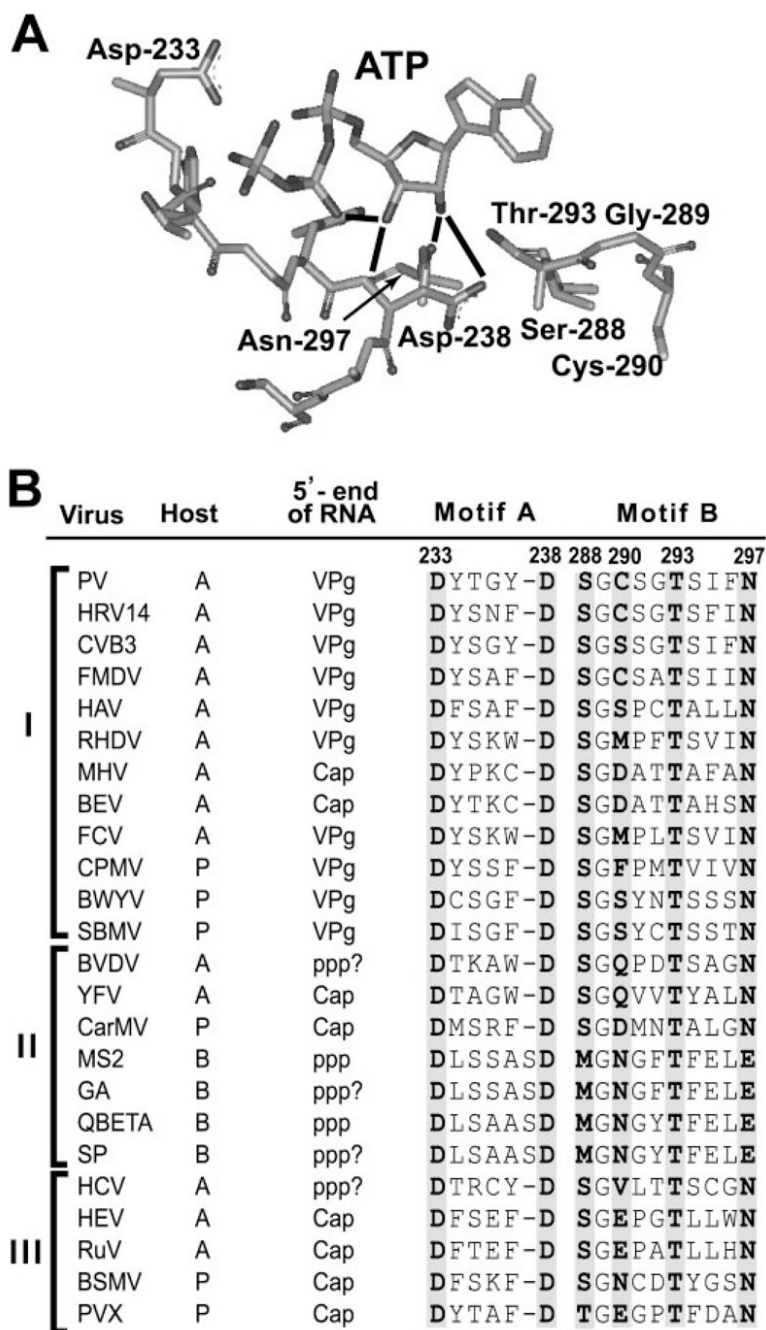 A
Asp-233
ATP
Thr-293 Gly-289
Asn-297
Asp-238
Ser-288
Cys-290
B
Virus Host 5'-end of RNA Motif A Motif B
233 238 288 290 293 297
I
PV A VPg DYTGY-D SGCSGTSIFN
HRV14 A VPg DYSNF-D SGCSGTSFIN
CVB3 A VPg DYSGY-D SGSSGTSIFN
FMDV A VPg DYSAF-D SGCSATSIIN
HAV A VPg DFSAF-D SGSPCTALLN
RHDV A VPg DYSKW-D SGMPFTSVIN
MHV A Cap DYPKC-D SGDATTAFAN
BEV A Cap DYTKC-D SGDATTAHSN
FCV A VPg DYSKW-D SGMPLTSVIN
CPMV P VPg DYSSF-D SGFPMTVIVN
BWYV P VPg DCSGF-D SGSYNTSSSN
SBMV P VPg DISGF-D SGSYCTSSTN
II
BVDV A ppp? DTKAW-D SGQPDTSAGN
YFV A Cap DTAGW-D SGQVVTYALN
CarMV P Cap DMSRF-D SGDMNTALGN
MS2 B ppp DLSSASD MGNGFTFELE
GA B ppp? DLSSASD MGNGFTFELE
QBETA B ppp DLSAASD MGNGYTFELE
SP B ppp? DLSAASD MGNGYTFELE
III
HCV A ppp? DTRCY-D SGVLTTSCGN
HEV A Cap DFSEF-D SGEPGTLLWN
RuV A Cap DFTEF-D SGEPATLLHN
BSMV P Cap DFSKF-D SGNCDTYGSN
PVX P Cap DYTAF-D TGEGPTFDAN